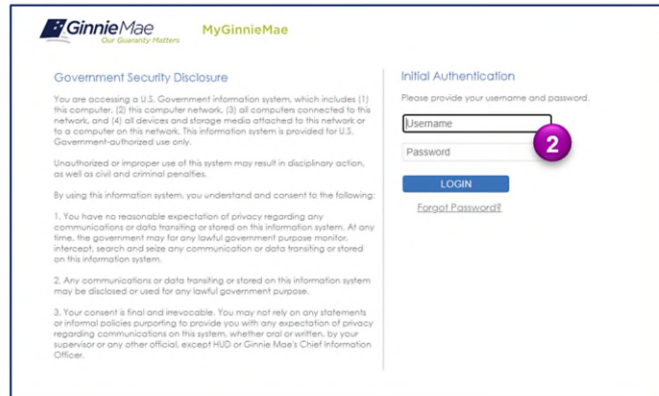 GinnieMae
Our Guaranty Matters
MyGinnieMae
Government Security Disclosure
You are accessing a U.S. Government information system, which includes (1)
this computer, (2) this computer network, (3) all computers connected to this
network, and (4) all devices and storage media attached to this network or
to a computer on this network. This information system is provided for U.S.
Government-authorized use only.
Unauthorized or improper use of this system may result in disciplinary action,
as well as civil and criminal penalties.
By using this information system, you understand and consent to the following:
1. You have no reasonable expectation of privacy regarding any
communications or data transiting or stored on this information system. At any
time, the government may for any lawful government purpose monitor,
intercept, search and seize any communication or data transiting or stored
on this information system.
2. Any communications or data transiting or stored on this information system
may be disclosed or used for any lawful government purpose.
3. Your consent is final and irrevocable. You may not rely on any statements
or informal policies purporting to provide you with any expectation of privacy
regarding communications on this system, whether oral or written, by your
supervisor or any other official, except HUD or Ginnie Mae's Chief Information
Officer.
Initial Authentication
Please provide your username and password.
Username
Password
2
LOGIN
Forgot Password?